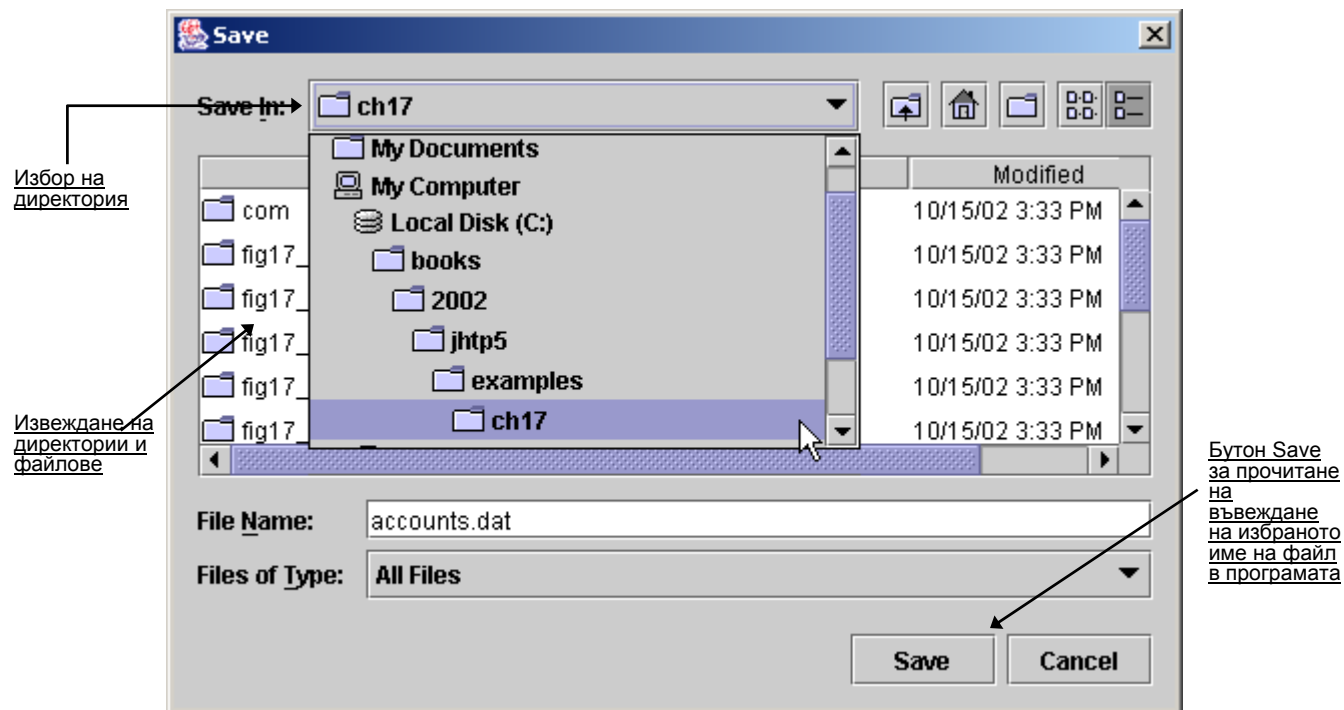 Save
Save In:
ch17
My Documents
My Computer
Local Disk (C:)
books
2002
jhtp5
examples
ch17
Modified
com
10/15/02 3:33 PM
fig17_
10/15/02 3:33 PM
fig17_
10/15/02 3:33 PM
fig17_
10/15/02 3:33 PM
fig17_
10/15/02 3:33 PM
fig17_
10/15/02 3:33 PM
File Name:
accounts.dat
Files of Type:
All Files
Save
Cancel
Избор на
директория
Извеждане на
директории и
файлове
Бутон Save
за прочитане
на
въвеждане
на избраното
име на файл
в програмата